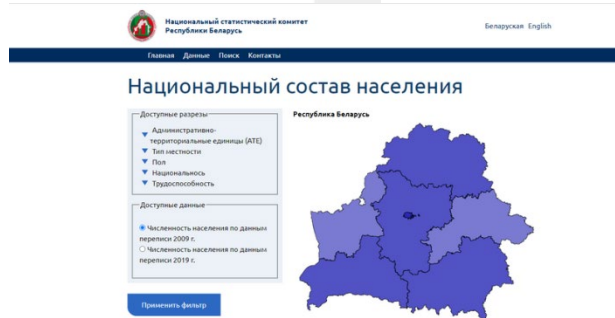 Национальный статистический комитет
Республики Беларусь
Беларуская English
Главная Данные Поиск Контакты
Национальный состав населения
Доступные разрезы
Административно-
территориальные единицы (АТЕ)
Тип местности
Пол
Национальнось
Трудоспособность
Доступные данные
Численность населения по данным
переписи 2009 г.
Численность населения по данным
переписи 2019 г.
Применить фильтр
Республика Беларусь